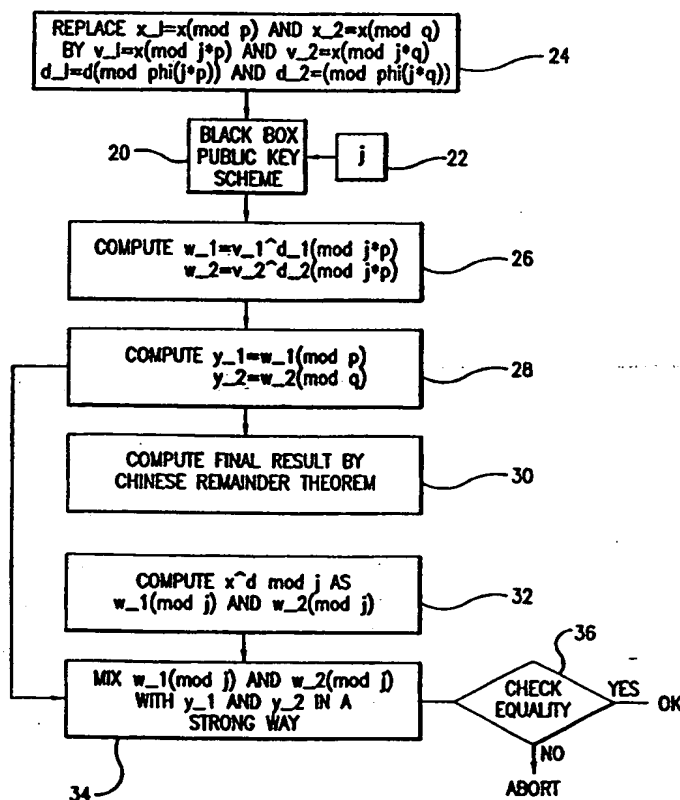 REPLACE x_i=x(mod p) AND x_2=x(mod q)
BY v_i=x(mod j*p) AND v_2=x(mod j*q)
d_i=d(mod phi(j*p)) AND d_2=(mod phi(j*q))
24
20
BLACK BOX
PUBLIC KEY
SCHEME
j
22
COMPUTE w_1=v_1^d_1(mod j*p)
w_2=v_2^d_2(mod j*p)
26
COMPUTE y_1=w_1(mod p)
y_2=w_2(mod q)
28
COMPUTE FINAL RESULT BY
CHINESE REMAINDER THEOREM
30
COMPUTE x^d mod j AS
w_1(mod j) AND w_2(mod j)
32
MIX w_1(mod j) AND w_2(mod j)
WITH y_1 AND y_2 IN A
STRONG WAY
34
36
CHECK
EQUALITY
YES
OK
NO
ABORT